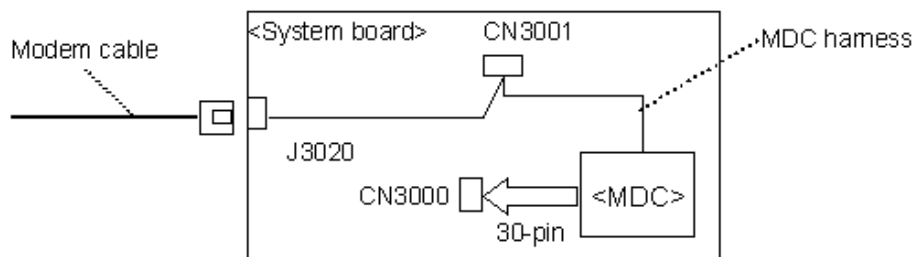 <System board>
CN3001
Modem cable
MDC harness
J3020
CN3000
<MDC>
30-pin